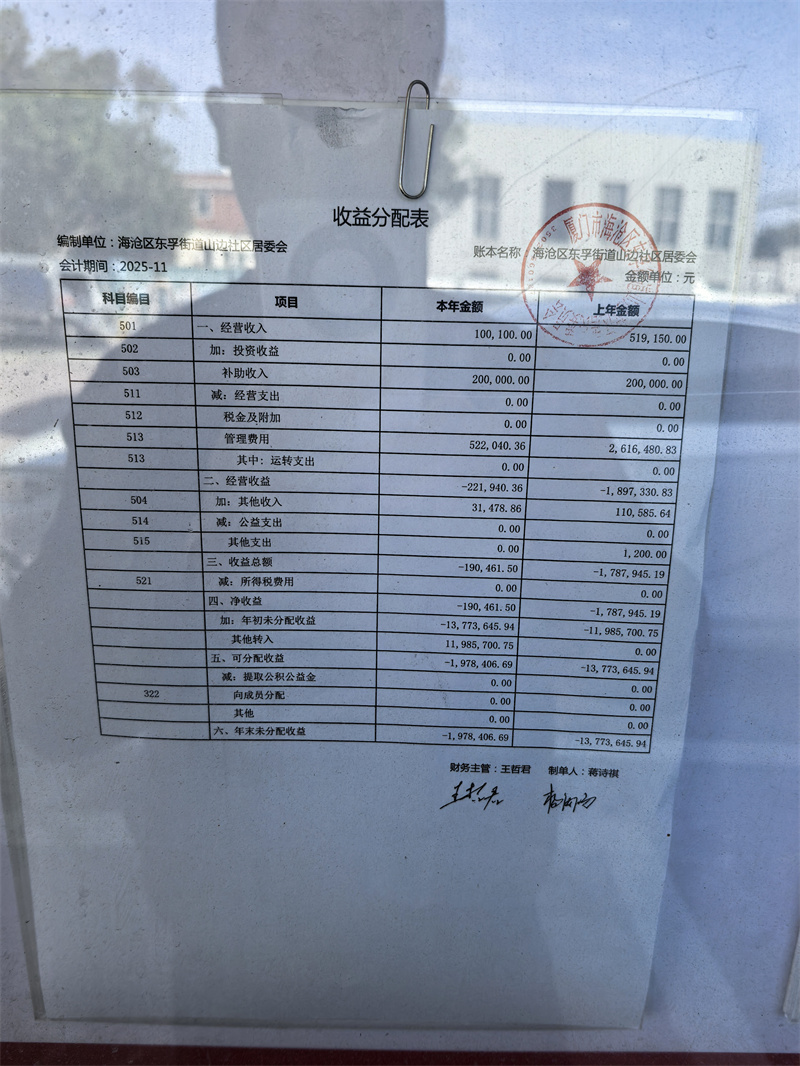 收益分配表
编制单位：海沧区东孚街道山边社区居委会 账本名称：海沧区东孚街道山边社区居委会
会计期间：2025-11 金额单位：元
科目编目 项目 本年金额 上年金额
501 一、经营收入 100,100.00 519,150.00
502 加：投资收益 0.00 0.00
503 补助收入 200,000.00 200,000.00
511 减：经营支出 0.00 0.00
512 税金及附加 0.00 0.00
513 管理费用 522,040.36 2,616,480.83
513 其中：运转支出 0.00 0.00
二、经营收益 -221,940.36 -1,897,330.83
504 加：其他收入 31,478.86 110,585.64
514 减：公益支出 0.00 0.00
515 其他支出 0.00 1,200.00
三、收益总额 -190,461.50 -1,787,945.19
521 减：所得税费用 0.00 0.00
四、净收益 -190,461.50 -1,787,945.19
加：年初未分配收益 -13,773,645.94 -11,985,700.75
其他转入 11,985,700.75 0.00
五、可分配收益 -1,978,406.69 -13,773,645.94
减：提取公积公益金 0.00 0.00
322 向成员分配 0.00 0.00
其他 0.00 0.00
六、年末未分配收益 -1,978,406.69 -13,773,645.94
财务主管：王哲君 制单人：蒋诗祺